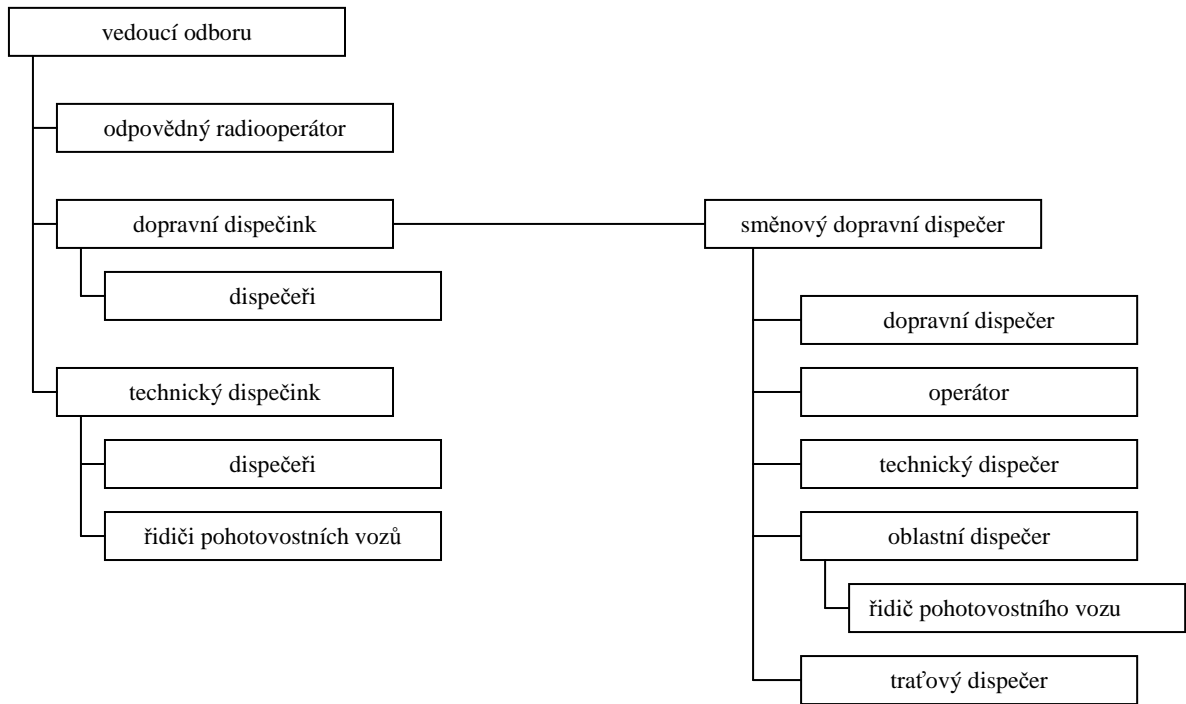 vedoucí odboru
odpovědný radiooperátor
dopravní dispečink
dispečeři
technický dispečink
dispečeři
řidiči pohotovostních vozů
směnový dopravní dispečer
dopravní dispečer
operátor
technický dispečer
oblastní dispečer
řidič pohotovostního vozu
traťový dispečer